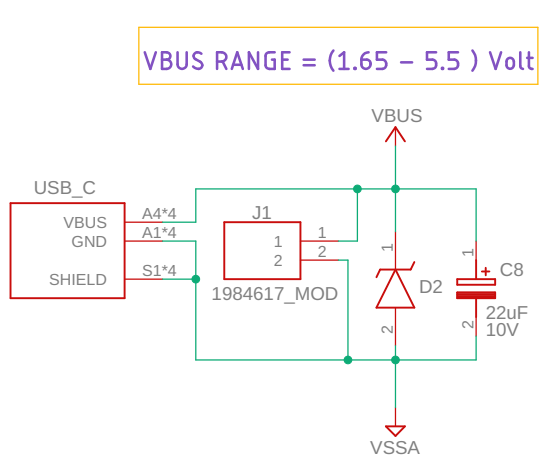 VBUS RANGE = (1.65 – 5.5 ) Volt
VBUS
USB_C
VBUS A4*4
GND A1*4
SHIELD S1*4
J1
1 1
2 2
1984617_MOD
1
D2
2
1
+
C8
22uF
10V
2
VSSA